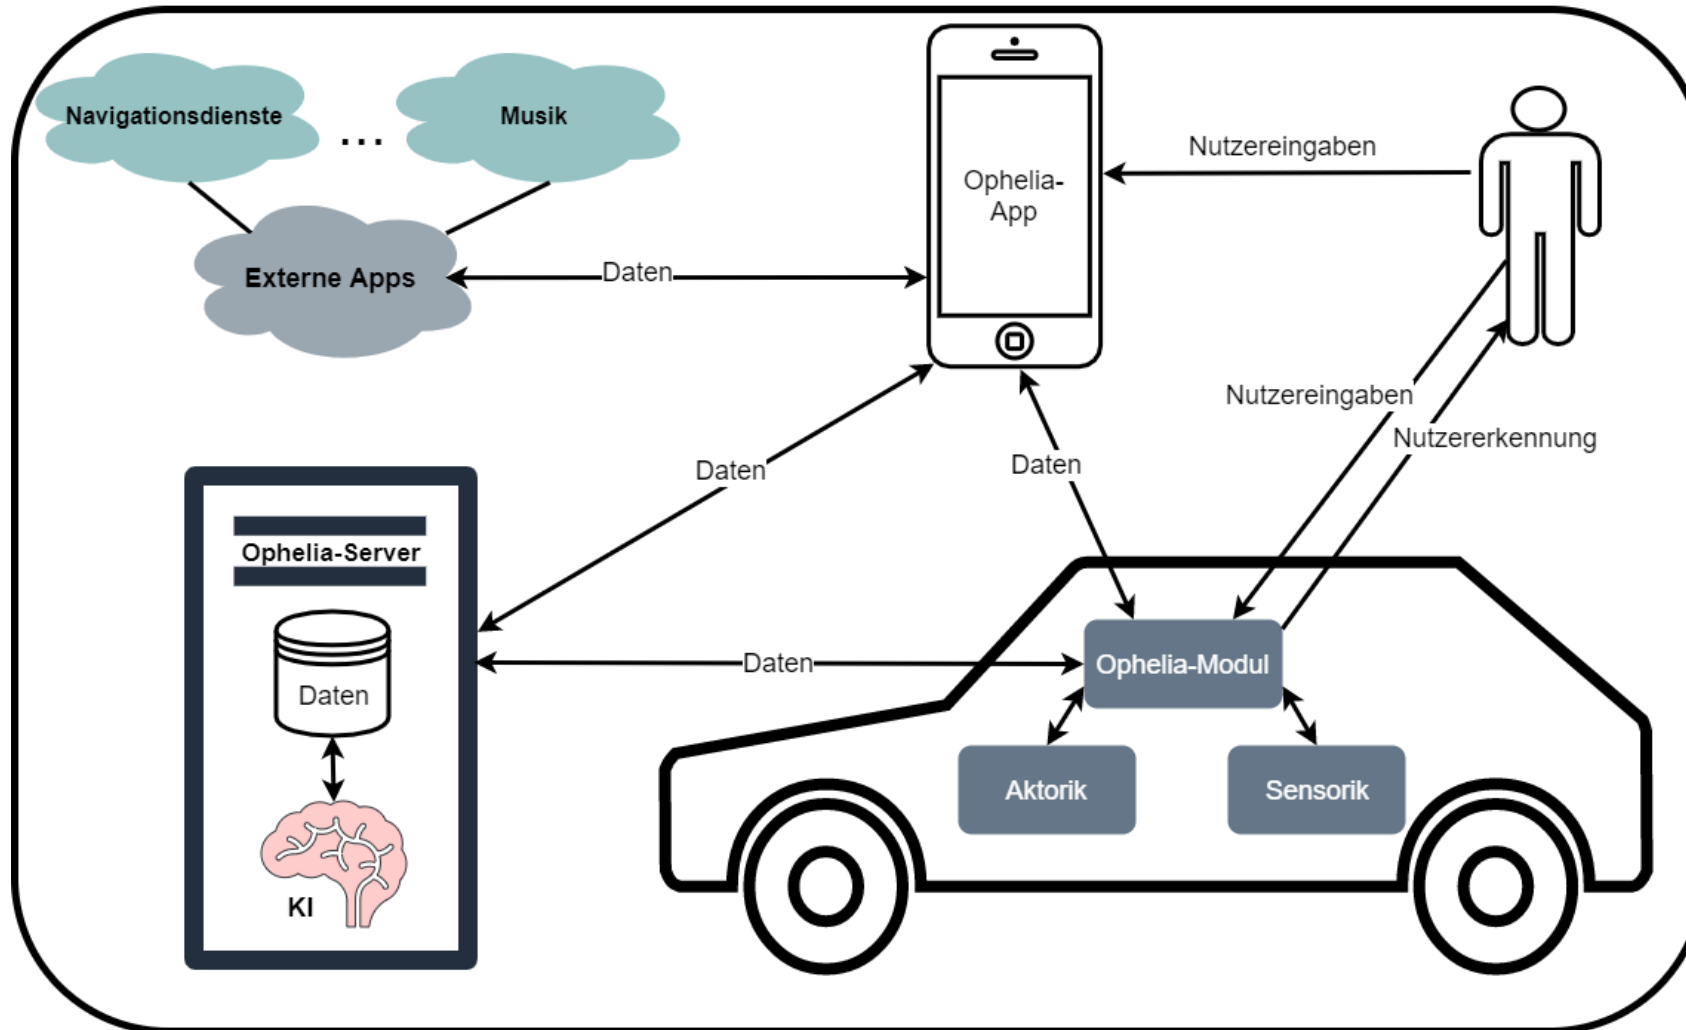 Navigationsdienste
...
Musik
Externe Apps
Daten
Ophelia-
App
Nutzereingaben
Nutzereingaben
Nutzererkennung
Daten
Daten
Ophelia-Server
Daten
KI
Daten
Ophelia-Modul
Aktorik
Sensorik